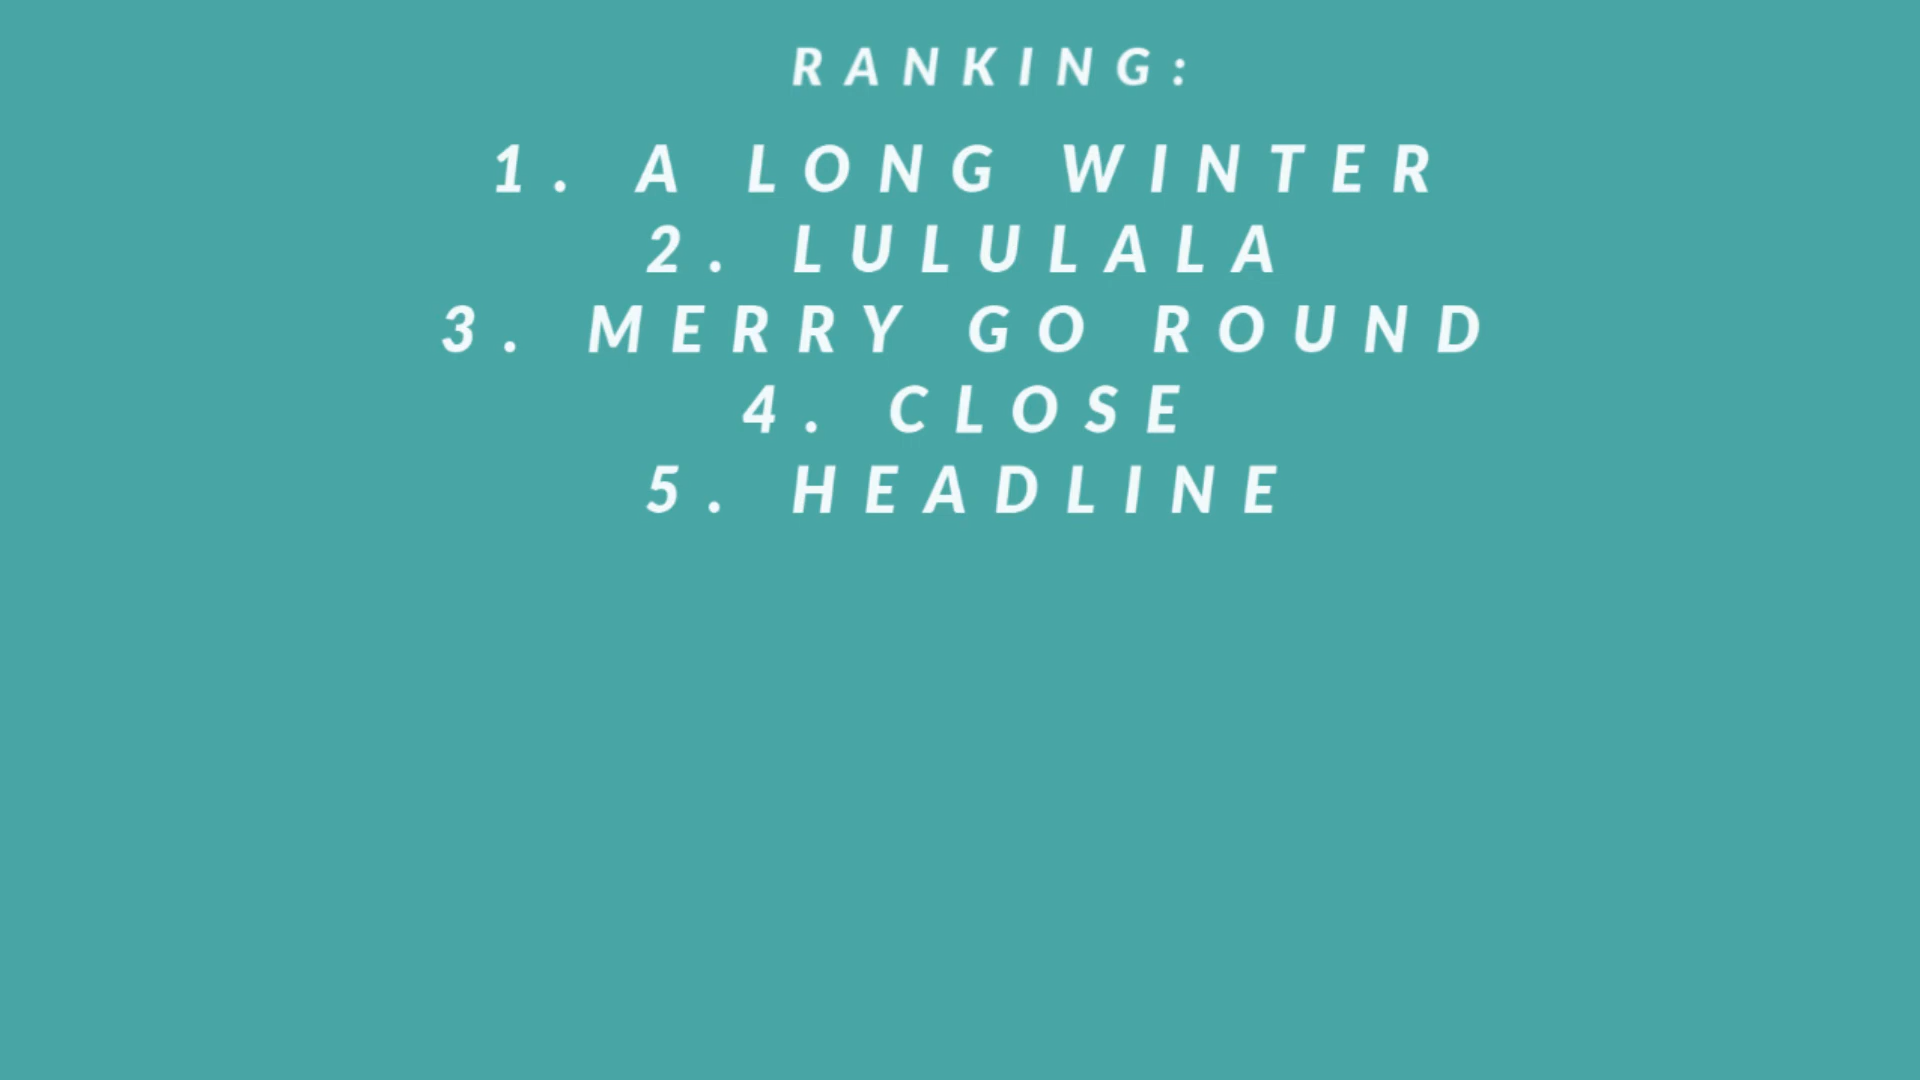 RANKING:
1. A LONG WINTER
2. LULULALA
3. MERRY GO ROUND
4. CLOSE
5. HEADLINE